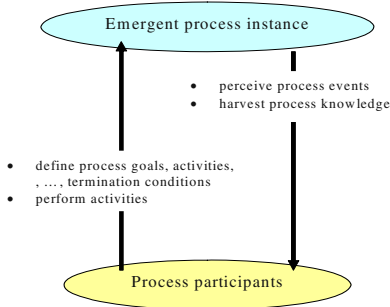 Emergent process instance
• perceive process events
• harvest process knowledge
• define process goals, activities,
, ..., termination conditions
• perform activities
Process participants